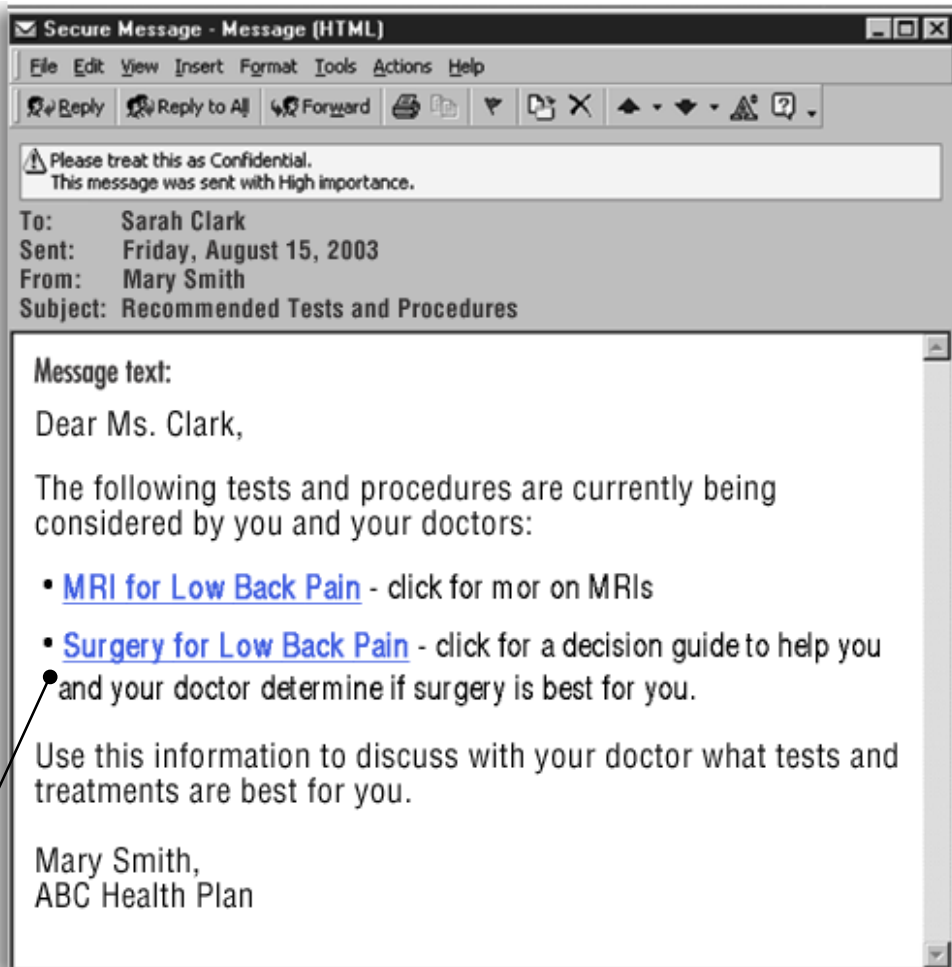 Secure Message - Message (HTML)
File Edit View Insert Format Tools Actions Help
Reply Reply to All Forward
Please treat this as Confidential.
This message was sent with High importance.
To: Sarah Clark
Sent: Friday, August 15, 2003
From: Mary Smith
Subject: Recommended Tests and Procedures
Message text:
Dear Ms. Clark,
The following tests and procedures are currently being
considered by you and your doctors:
• MRI for Low Back Pain - click for mor on MRIs
• Surgery for Low Back Pain - click for a decision guide to help you
and your doctor determine if surgery is best for you.
Use this information to discuss with your doctor what tests and
treatments are best for you.
Mary Smith,
ABC Health Plan